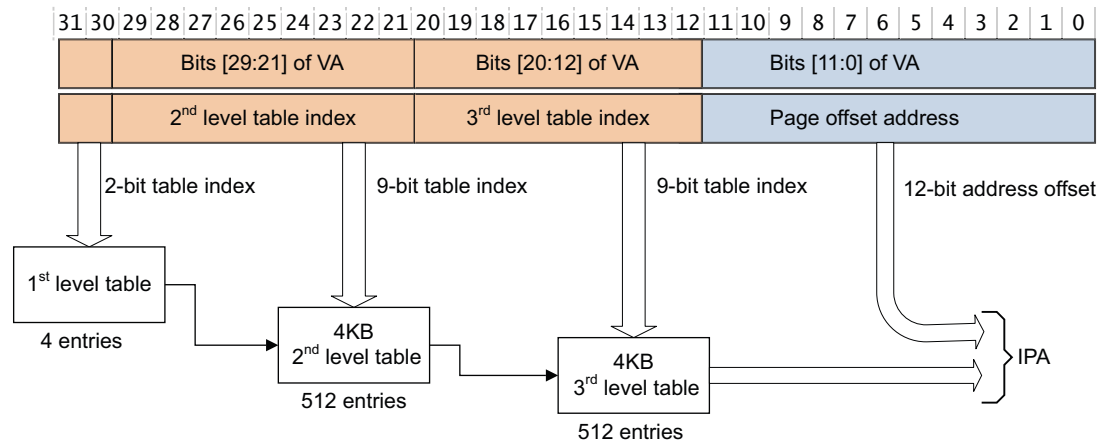 31 30 29 28 27 26 25 24 23 22 21 20 19 18 17 16 15 14 13 12 11 10 9 8 7 6 5 4 3 2 1 0
Bits [29:21] of VA Bits [20:12] of VA Bits [11:0] of VA
2nd level table index 3rd level table index Page offset address
2-bit table index 9-bit table index 9-bit table index 12-bit address offset
1st level table
4 entries
4KB
2nd level table
512 entries
4KB
3rd level table
512 entries
IPA